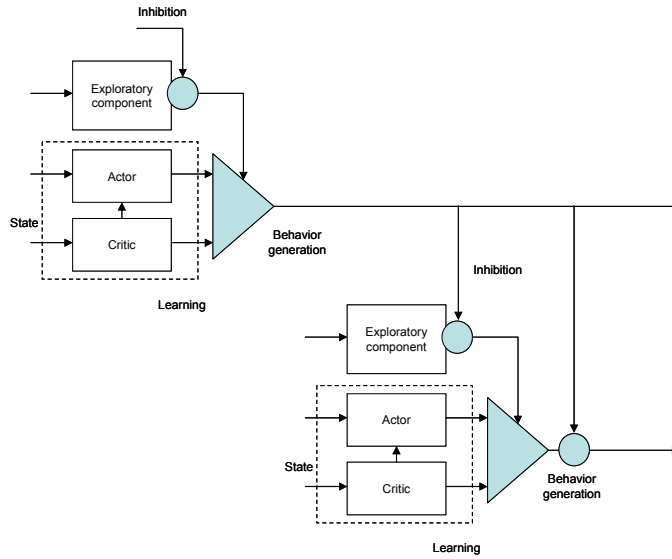 Inhibition
Exploratory
component
Actor
State
Critic
Behavior
generation
Learning
Inhibition
Exploratory
component
Actor
State
Critic
Behavior
generation
Learning